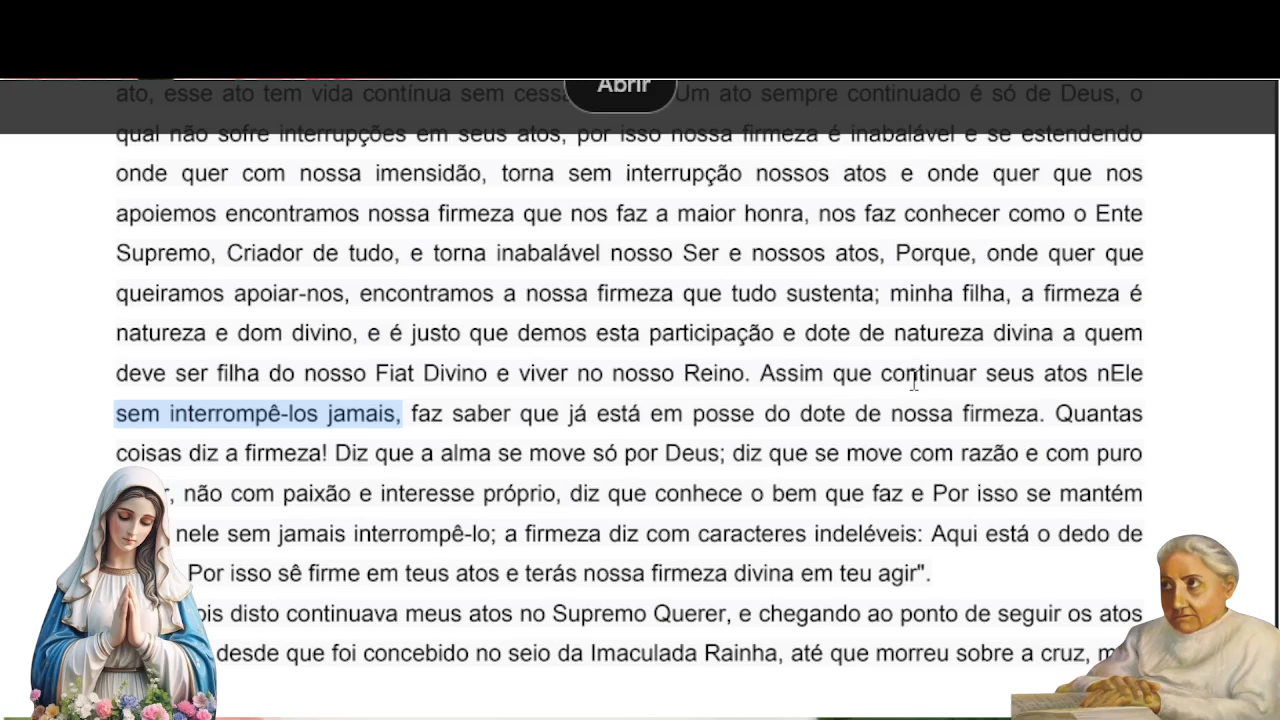 Abrir
ato, esse ato tem vida contínua sem Um ato sempre continuado é só de Deus, o
qual não sofre interrupções em seus atos, por isso nossa firmeza é inabalável e se estendendo
onde quer com nossa imensidão, torna sem interrupção nossos atos e onde quer que nos
apoiemos encontramos nossa firmeza que nos faz a maior honra, nos faz conhecer como o Ente
Supremo, Criador de tudo, e torna inabalável nosso Ser e nossos atos, Porque, onde quer que
queiramos apoiar-nos, encontramos a nossa firmeza que tudo sustenta; minha filha, a firmeza é
natureza e dom divino, e é justo que demos esta participação e dote de natureza divina a quem
deve ser filha do nosso Fiat Divino e viver no nosso Reino. Assim que continuar seus atos nEle
sem interrompê-los jamais, faz saber que já está em posse do dote de nossa firmeza. Quantas
coisas diz a firmeza! Diz que a alma se move só por Deus; diz que se move com razão e com puro
não com paixão e interesse próprio, diz que conhece o bem que faz e Por isso se mantém
nele sem jamais interrompê-lo; a firmeza diz com caracteres indeléveis: Aqui está o dedo de
Por isso sê firme em teus atos e terás nossa firmeza divina em teu agir".
disto continuava meus atos no Supremo Querer, e chegando ao ponto de seguir os atos
desde que foi concebido no seio da Imaculada Rainha, até que morreu sobre a cruz,